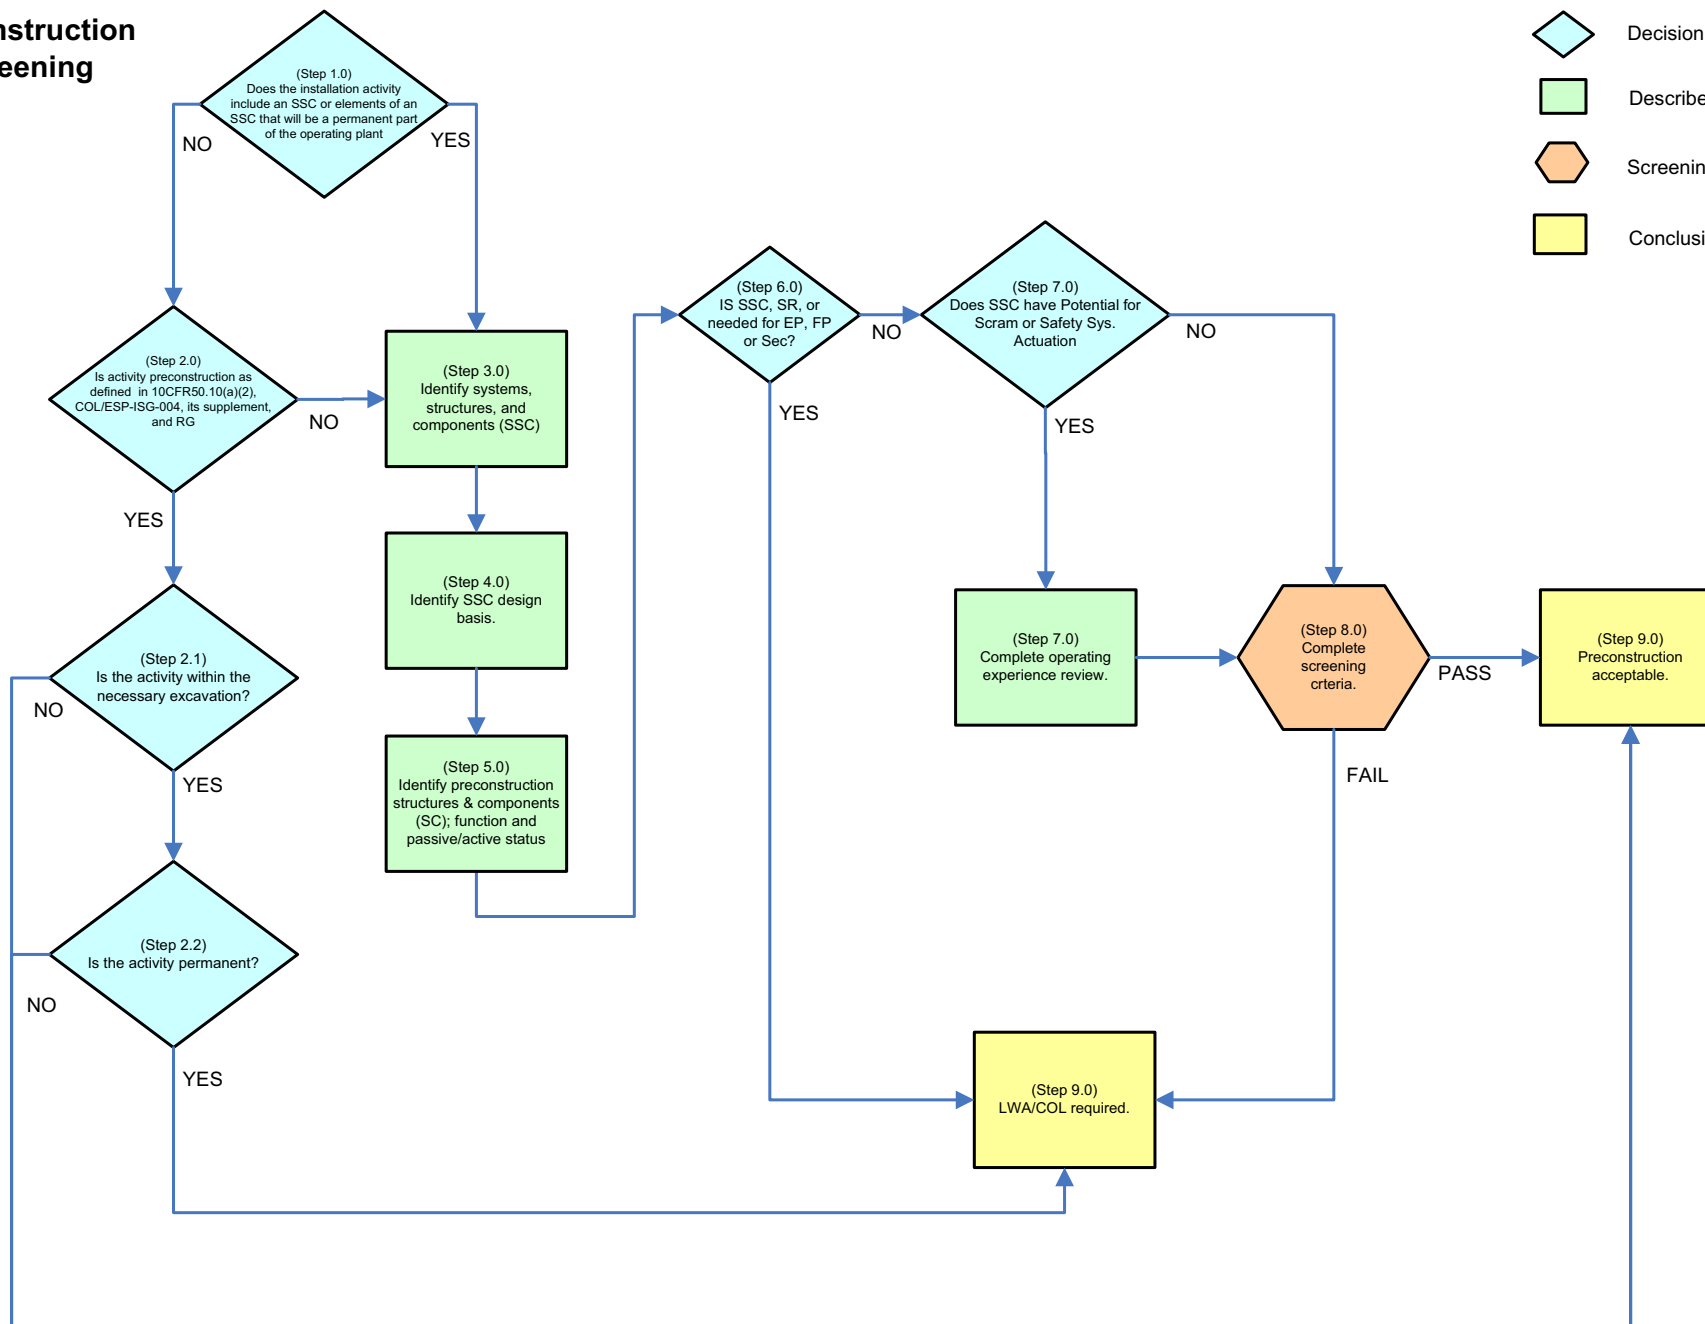 nstruction
eening
Decision
Describe
Screenin
Conclusi
(Step 1.0)
Does the installation activity
include an SSC or elements of an
SSC that will be a permanent part
of the operating plant
NO
YES
(Step 2.0)
Is activity preconstruction as
defined in 10CFR50.10(a)(2),
COL/ESP-ISG-004, its supplement,
and RG
NO
YES
(Step 3.0)
Identify systems,
structures, and
components (SSC)
(Step 2.1)
Is the activity within the
necessary excavation?
NO
YES
(Step 4.0)
Identify SSC design
basis.
(Step 5.0)
Identify preconstruction
structures & components
(SC); function and
passive/active status
(Step 2.2)
Is the activity permanent?
NO
YES
(Step 6.0)
IS SSC, SR, or
needed for EP, FP
or Sec?
NO
YES
(Step 7.0)
Does SSC have Potential for
Scram or Safety Sys.
Actuation
NO
YES
(Step 7.0)
Complete operating
experience review.
(Step 8.0)
Complete
screening
crteria.
PASS
FAIL
(Step 9.0)
Preconstruction
acceptable.
(Step 9.0)
LWA/COL required.